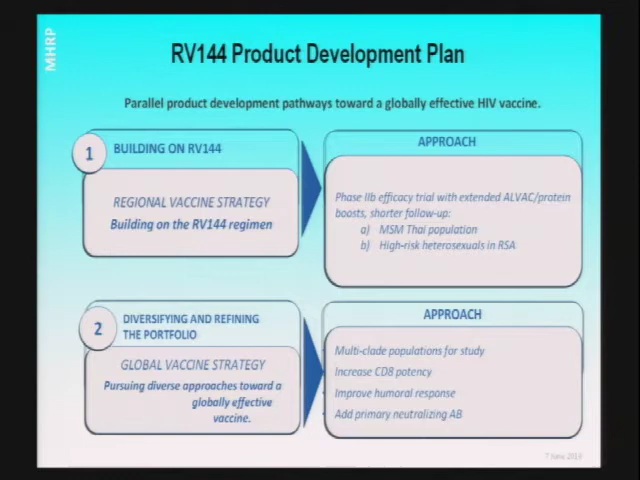 MHRP
RV144 Product Development Plan
Parallel product development pathways toward a globally effective HIV vaccine.
1
BUILDING ON RV144
REGIONAL VACCINE STRATEGY
Building on the RV144 regimen
APPROACH
Phase IIb efficacy trial with extended ALVAC/protein
boosts, shorter follow-up:
a) MSM Thai population
b) High-risk heterosexuals in RSA
2
DIVERSIFYING AND REFINING
THE PORTFOLIO
GLOBAL VACCINE STRATEGY
Pursuing diverse approaches toward a
globally effective
vaccine.
APPROACH
Multi-clade populations for study
Increase CD8 potency
Improve humoral response
Add primary neutralizing AB